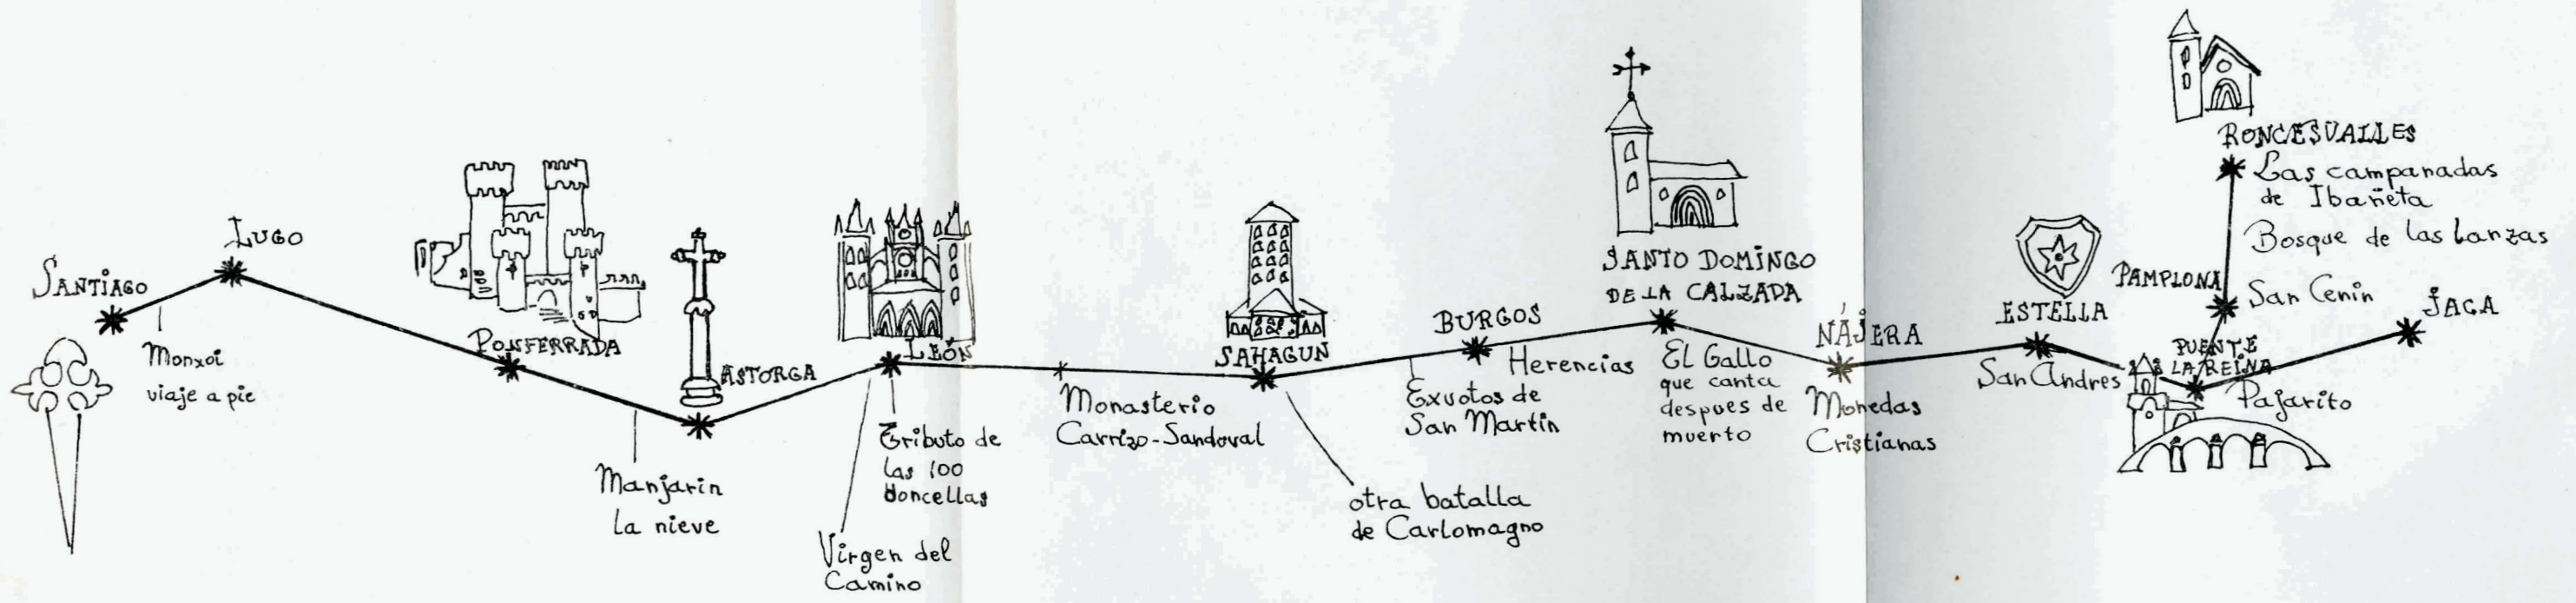 SANTIAGO
Monxoi
viaje a pie
LUGO
PONFERRADA
Manjarin
La nieve
ASTORGA
LEÓN
Tributo de
las 100
doncellas
Virgen del
Camino
Monasterio
Carrizo-Sandoval
SAHAGUN
otra batalla
de Carlomagno
BURGOS
Exvotos de
San Martin
Herencias
SANTO DOMINGO
DE LA CALZADA
El Gallo
que canta
despues de
muerto
NÁJERA
Monedas
Cristianas
ESTELLA
San Andres
RONCESVALLES
Las campanadas
de Ibañeta
Bosque de las Lanzas
PAMPLONA
San Cenin
PUENTE
LA REINA
Pajarito
JACA